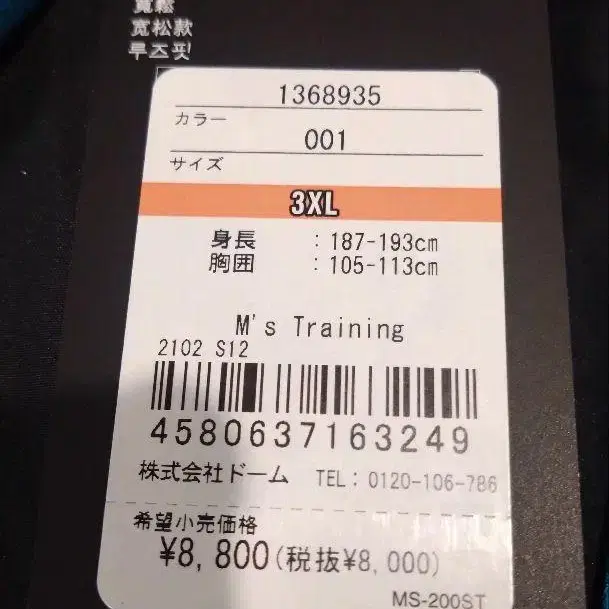 寬鬆
宽松款
루즈핏
1368935
カラー
001
サイズ
3XL
身長 : 187-193cm
胸囲 : 105-113cm
M's Training
2102 S12
4580637163249
株式会社ドーム TEL: 0120-106-786
希望小売価格
¥8,800(税抜¥8,000)
MS-200ST